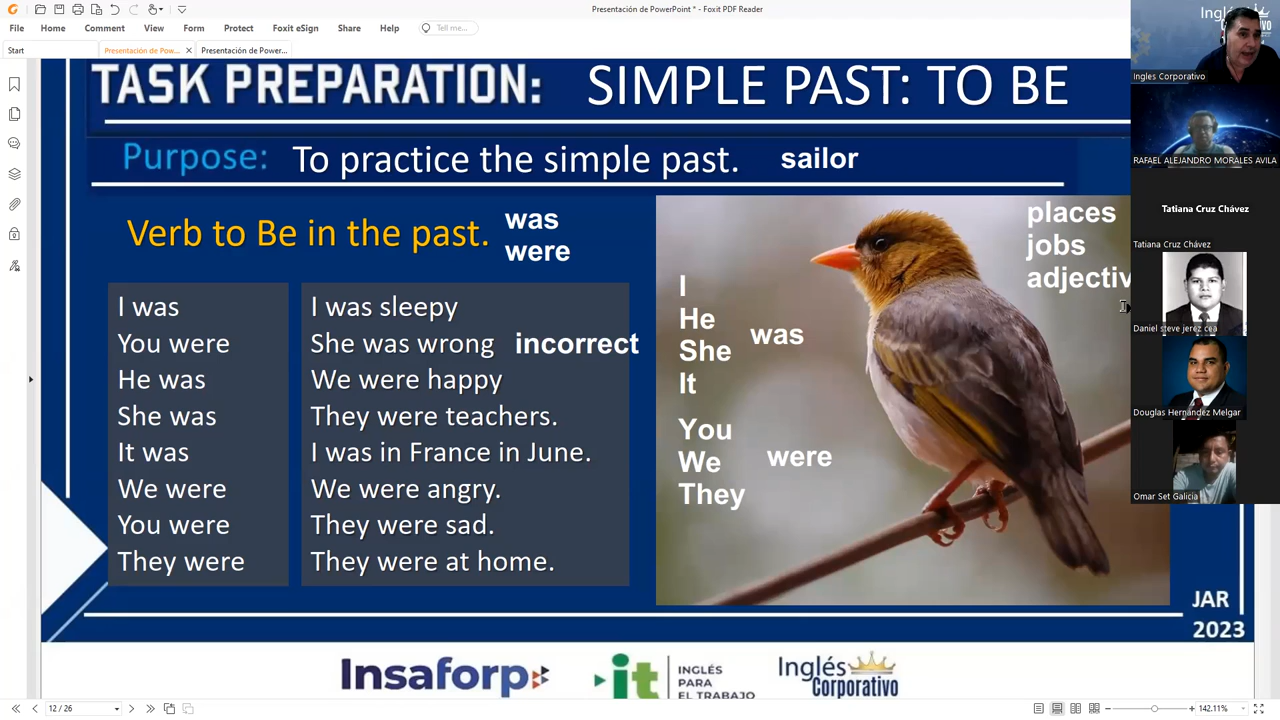 Presentación de PowerPoint * - Foxit PDF Reader
File Home Comment View Form Protect Foxit eSign Share Help Tell me...
Start Presentación de Pow... Presentación de Power...
TASK PREPARATION: SIMPLE PAST: TO BE
Purpose: To practice the simple past. sailor
Verb to Be in the past. was
were
I was
You were
He was
She was
It was
We were
You were
They were
I was sleepy
She was wrong incorrect
We were happy
They were teachers.
I was in France in June.
We were angry.
They were sad.
They were at home.
I
He
She
It
was
You
We
They
were
places
jobs
adjectiv
JAR
2023
Insaforp
it INGLÉS
PARA
EL TRABAJO
Inglés
Corporativo
Inglés
Corporativo
Ingles Corporativo
RAFAEL ALEJANDRO MORALES AVILA
Tatiana Cruz Chávez
Tatiana Cruz Chávez
Daniel steve jerez cea
Douglas Hernández Melgar
Omar Set Galicia
12 / 26
142.11%